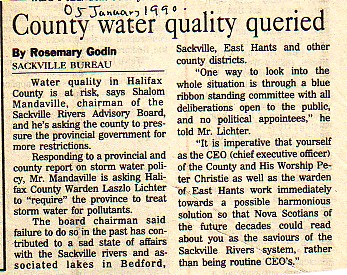 05 January 1990.
County water quality queried
By Rosemary Godin
SACKVILLE BUREAU
Water quality in Halifax
County is at risk, says Shalom
Mandaville, chairman of the
Sackville Rivers Advisory Board,
and he's asking the county to pres-
sure the provincial government for
more restrictions.
Responding to a provincial and
county report on storm water poli-
cy, Mr. Mandaville is asking Hali-
fax County Warden Laszlo Lichter
to "require" the province to treat
storm water for pollutants.
The board chairman said
failure to do so in the past has con-
tributed to a sad state of affairs
with the Sackville rivers and as-
sociated lakes in Bedford,
Sackville, East Hants and other
county districts.
"One way to look into the
whole situation is through a blue
ribbon standing committee with all
deliberations open to the public,
and no political appointees," he
told Mr. Lichter.
"It is imperative that yourself
as the CEO (chief executive officer)
of the County and His Worship Pe-
ter Christie as well as the warden
of East Hants work immediately
towards a possible harmonious
solution so that Nova Scotians of
the future decades could read
about you as the saviours of the
Sackville Rivers system, rather
than being routine CEO's."